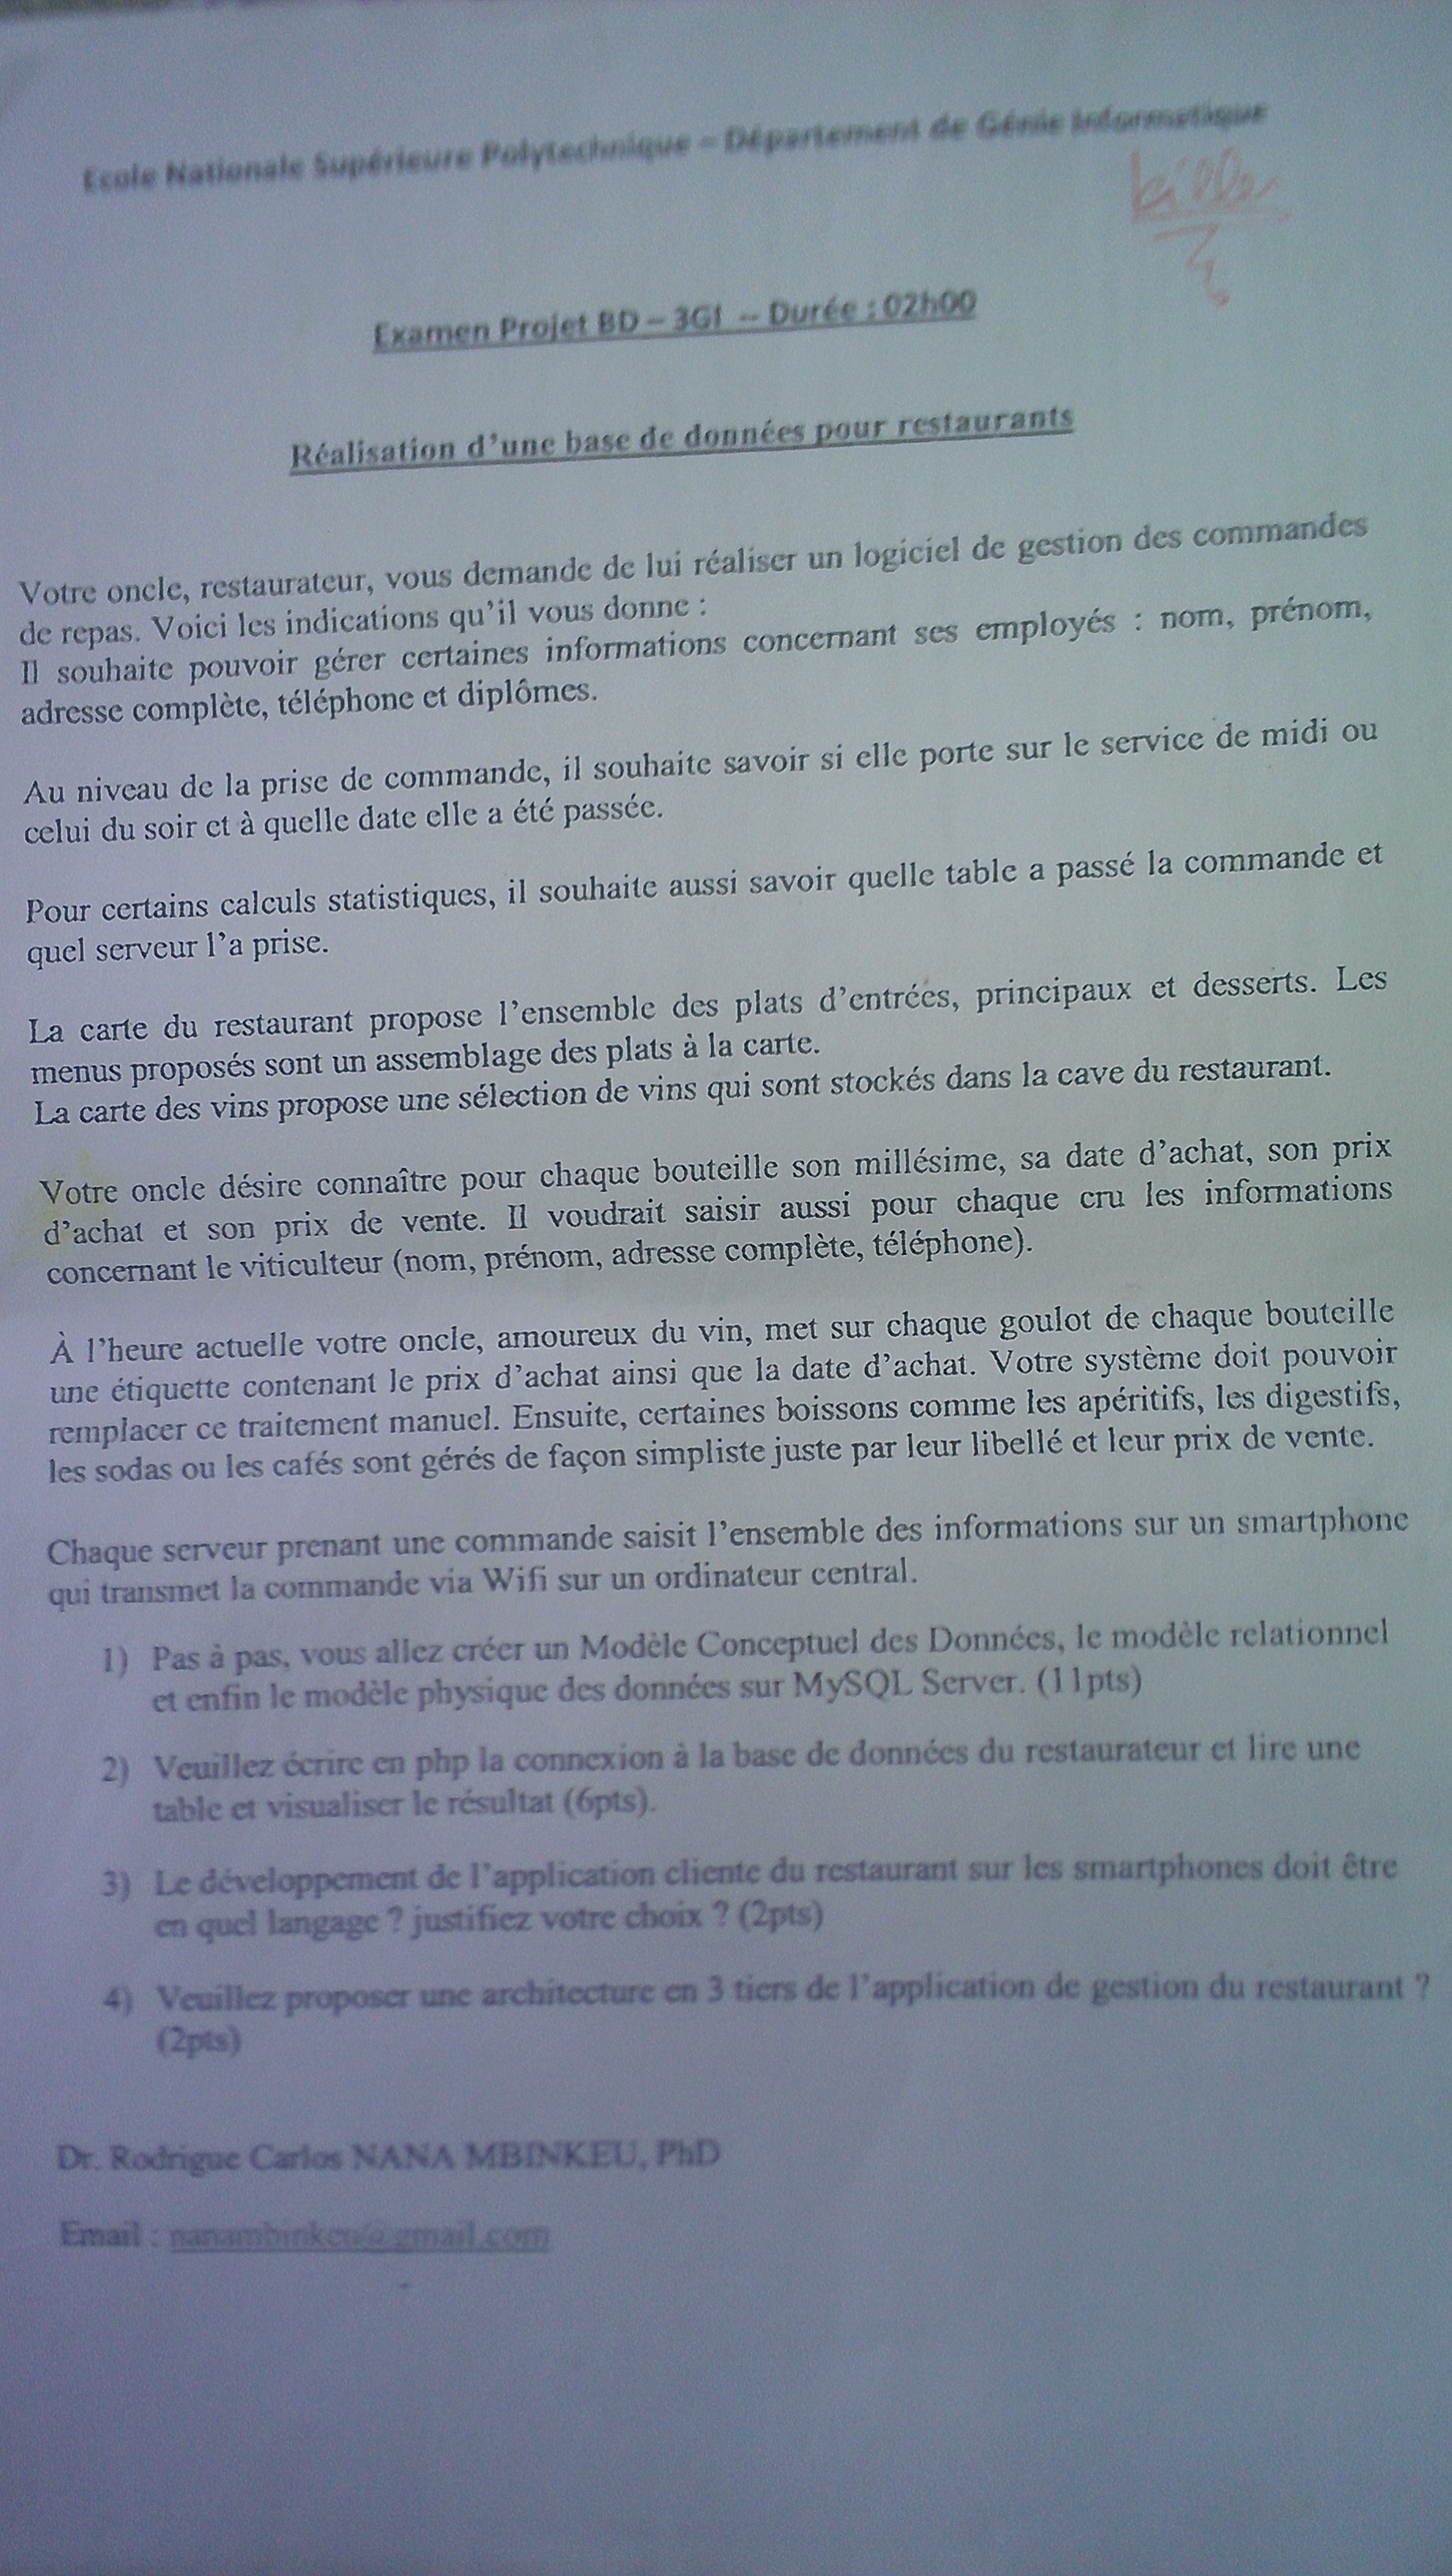 Ecole Nationale Supérieure Polytechnique – Département de Génie Informatique
killer
Examen Projet BD – 3GI -- Durée : 02h00
Réalisation d'une base de données pour restaurants
Votre oncle, restaurateur, vous demande de lui réaliser un logiciel de gestion des commandes
de repas. Voici les indications qu'il vous donne :
Il souhaite pouvoir gérer certaines informations concernant ses employés : nom, prénom,
adresse complète, téléphone et diplômes.
Au niveau de la prise de commande, il souhaite savoir si elle porte sur le service de midi ou
celui du soir et à quelle date elle a été passée.
Pour certains calculs statistiques, il souhaite aussi savoir quelle table a passé la commande et
quel serveur l'a prise.
La carte du restaurant propose l'ensemble des plats d'entrées, principaux et desserts. Les
menus proposés sont un assemblage des plats à la carte.
La carte des vins propose une sélection de vins qui sont stockés dans la cave du restaurant.
Votre oncle désire connaître pour chaque bouteille son millésime, sa date d'achat, son prix
d'achat et son prix de vente. Il voudrait saisir aussi pour chaque cru les informations
concernant le viticulteur (nom, prénom, adresse complète, téléphone).
À l'heure actuelle votre oncle, amoureux du vin, met sur chaque goulot de chaque bouteille
une étiquette contenant le prix d'achat ainsi que la date d'achat. Votre système doit pouvoir
remplacer ce traitement manuel. Ensuite, certaines boissons comme les apéritifs, les digestifs,
les sodas ou les cafés sont gérés de façon simpliste juste par leur libellé et leur prix de vente.
Chaque serveur prenant une commande saisit l'ensemble des informations sur un smartphone
qui transmet la commande via Wifi sur un ordinateur central.
1) Pas à pas, vous allez créer un Modèle Conceptuel des Données, le modèle relationnel
et enfin le modèle physique des données sur MySQL Server. (11pts)
2) Veuillez écrire en php la connexion à la base de données du restaurateur et lire une
table et visualiser le résultat (6pts).
3) Le développement de l'application cliente du restaurant sur les smartphones doit être
en quel langage ? justifiez votre choix ? (2pts)
4) Veuillez proposer une architecture en 3 tiers de l'application de gestion du restaurant ?
(2pts)
Dr. Rodrigue Carlos NANA MBINKEU, PhD
Email : nanambinkeu@gmail.com